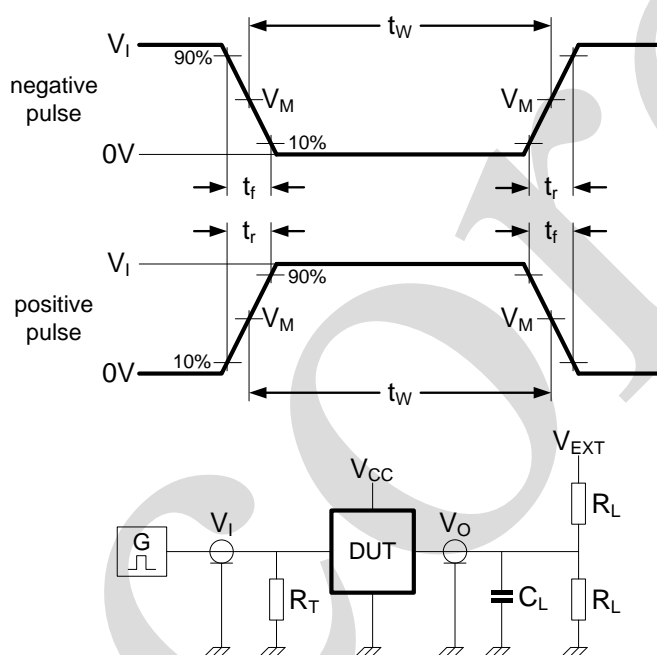 V_I
t_W
90%
negative
pulse
V_M
V_M
10%
0V
t_f
t_r
t_r
t_f
V_I
90%
positive
pulse
V_M
V_M
10%
0V
t_W
V_EXT
V_CC
R_L
V_I
V_O
G
DUT
R_T
C_L
R_L